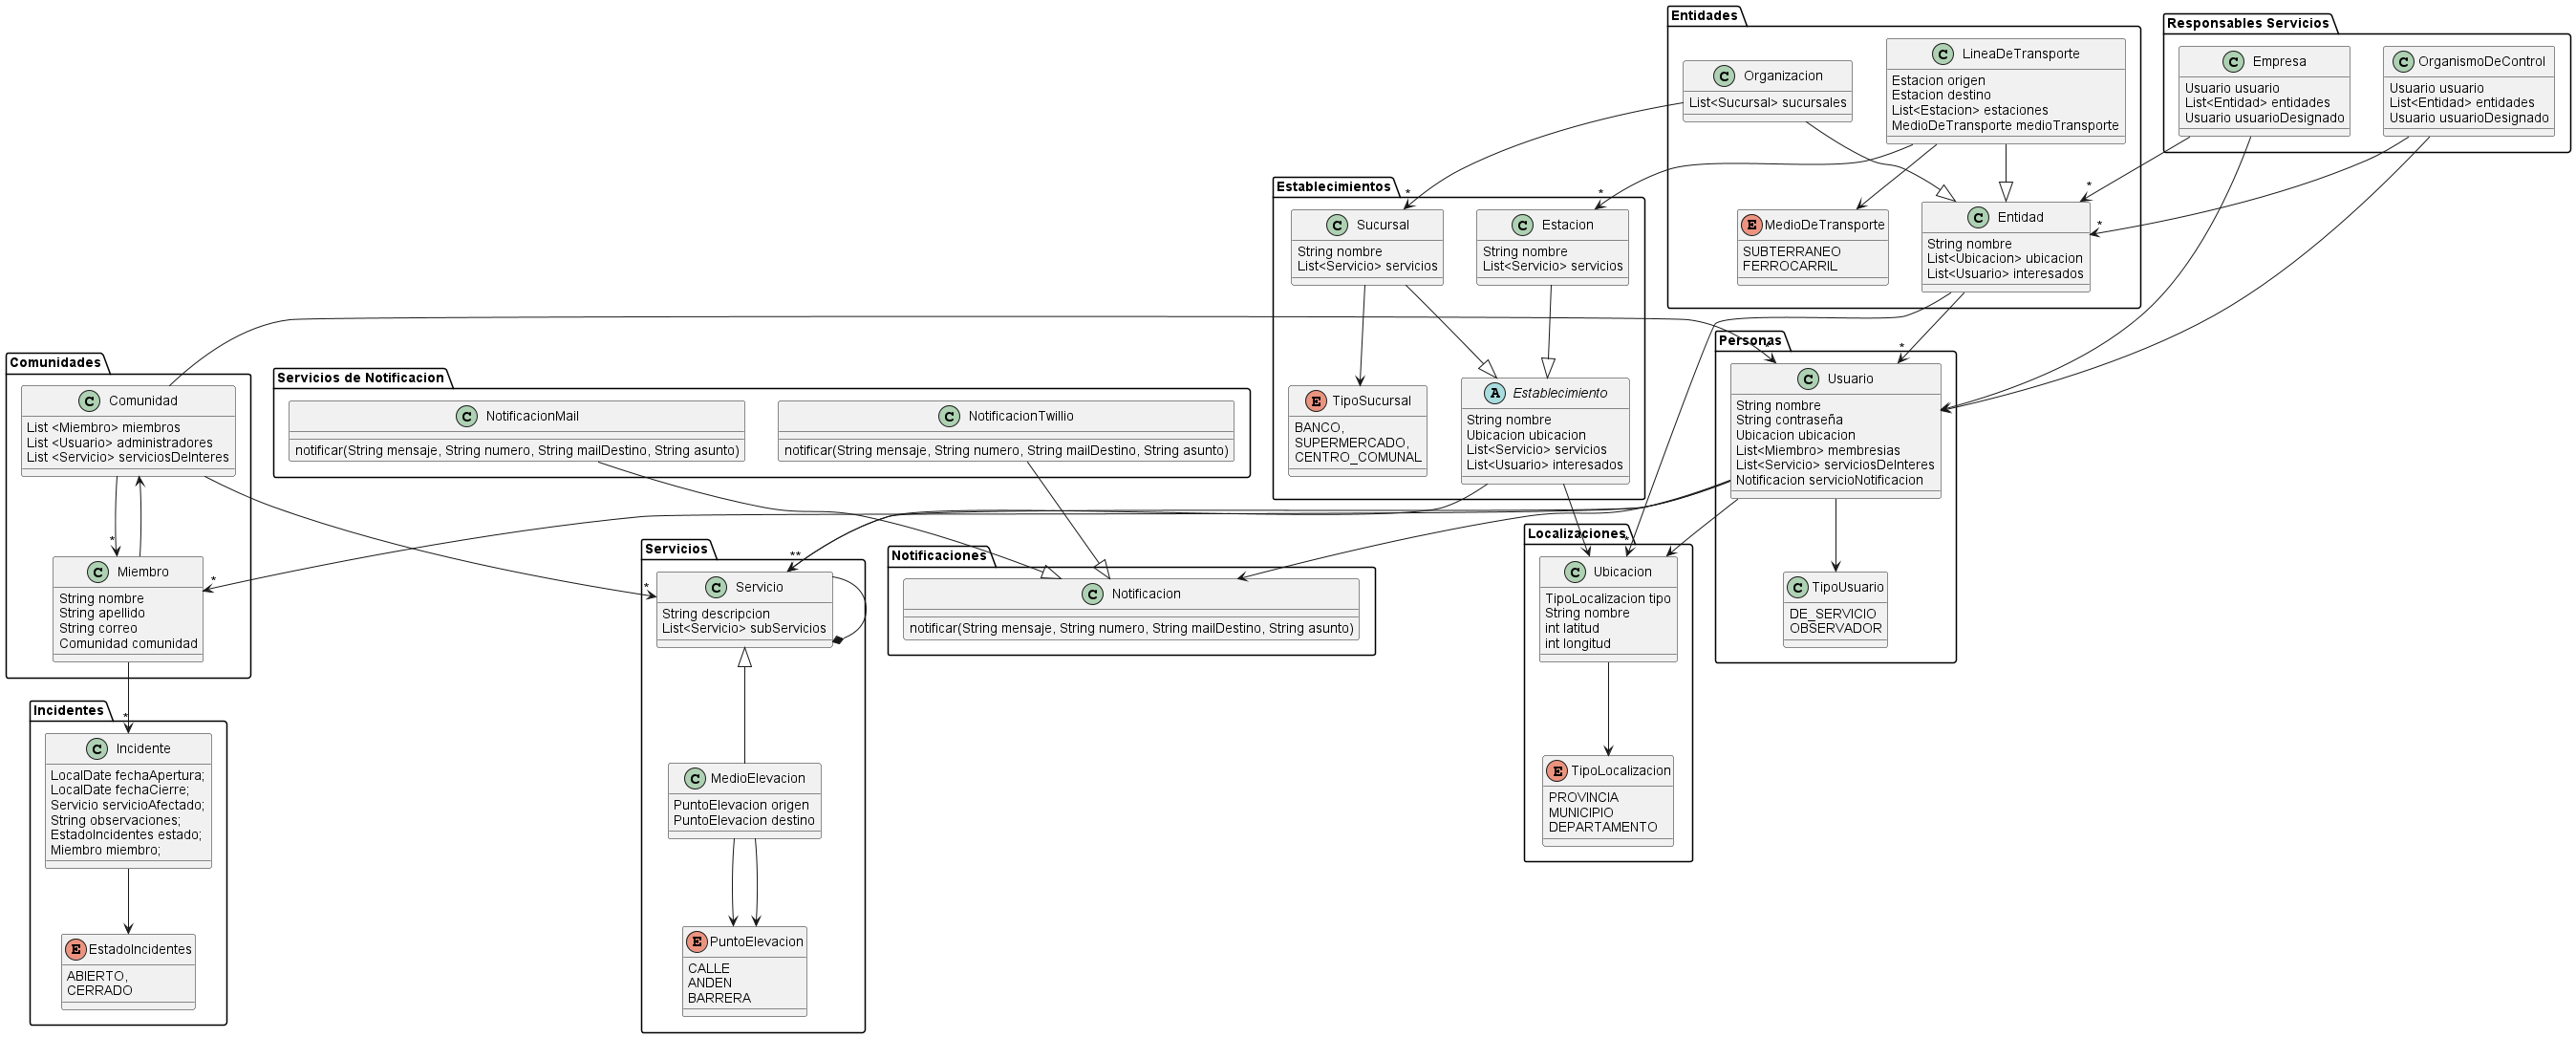 Entidades
C LineaDeTransporte
Estacion origen
Estacion destino
List<Estacion> estaciones
MedioDeTransporte medioTransporte
C Organizacion
List<Sucursal> sucursales
E MedioDeTransporte
SUBTERRANEO
FERROCARRIL
C Entidad
String nombre
List<Ubicacion> ubicacion
List<Usuario> interesados
Responsables Servicios
C Empresa
Usuario usuario
List<Entidad> entidades
Usuario usuarioDesignado
C OrganismoDeControl
Usuario usuario
List<Entidad> entidades
Usuario usuarioDesignado
*
*
*
*
Establecimientos
C Sucursal
String nombre
List<Servicio> servicios
C Estacion
String nombre
List<Servicio> servicios
E TipoSucursal
BANCO,
SUPERMERCADO,
CENTRO_COMUNAL
A Establecimiento
String nombre
Ubicacion ubicacion
List<Servicio> servicios
List<Usuario> interesados
Personas
*
*
C Usuario
String nombre
String contraseña
Ubicacion ubicacion
List<Miembro> membresias
List<Servicio> serviciosDeInteres
Notificacion servicioNotificacion
C TipoUsuario
DE_SERVICIO
OBSERVADOR
Comunidades
C Comunidad
List <Miembro> miembros
List <Usuario> administradores
List <Servicio> serviciosDeInteres
*
*
C Miembro
String nombre
String apellido
String correo
Comunidad comunidad
Servicios de Notificacion
C NotificacionMail
notificar(String mensaje, String numero, String mailDestino, String asunto)
C NotificacionTwillio
notificar(String mensaje, String numero, String mailDestino, String asunto)
Servicios
**
*
C Servicio
String descripcion
List<Servicio> subServicios
C MedioElevacion
PuntoElevacion origen
PuntoElevacion destino
E PuntoElevacion
CALLE
ANDEN
BARRERA
Notificaciones
C Notificacion
notificar(String mensaje, String numero, String mailDestino, String asunto)
Localizaciones
*
C Ubicacion
TipoLocalizacion tipo
String nombre
int latitud
int longitud
E TipoLocalizacion
PROVINCIA
MUNICIPIO
DEPARTAMENTO
Incidentes
*
C Incidente
LocalDate fechaApertura;
LocalDate fechaCierre;
Servicio servicioAfectado;
String observaciones;
EstadoIncidentes estado;
Miembro miembro;
E EstadoIncidentes
ABIERTO,
CERRADO